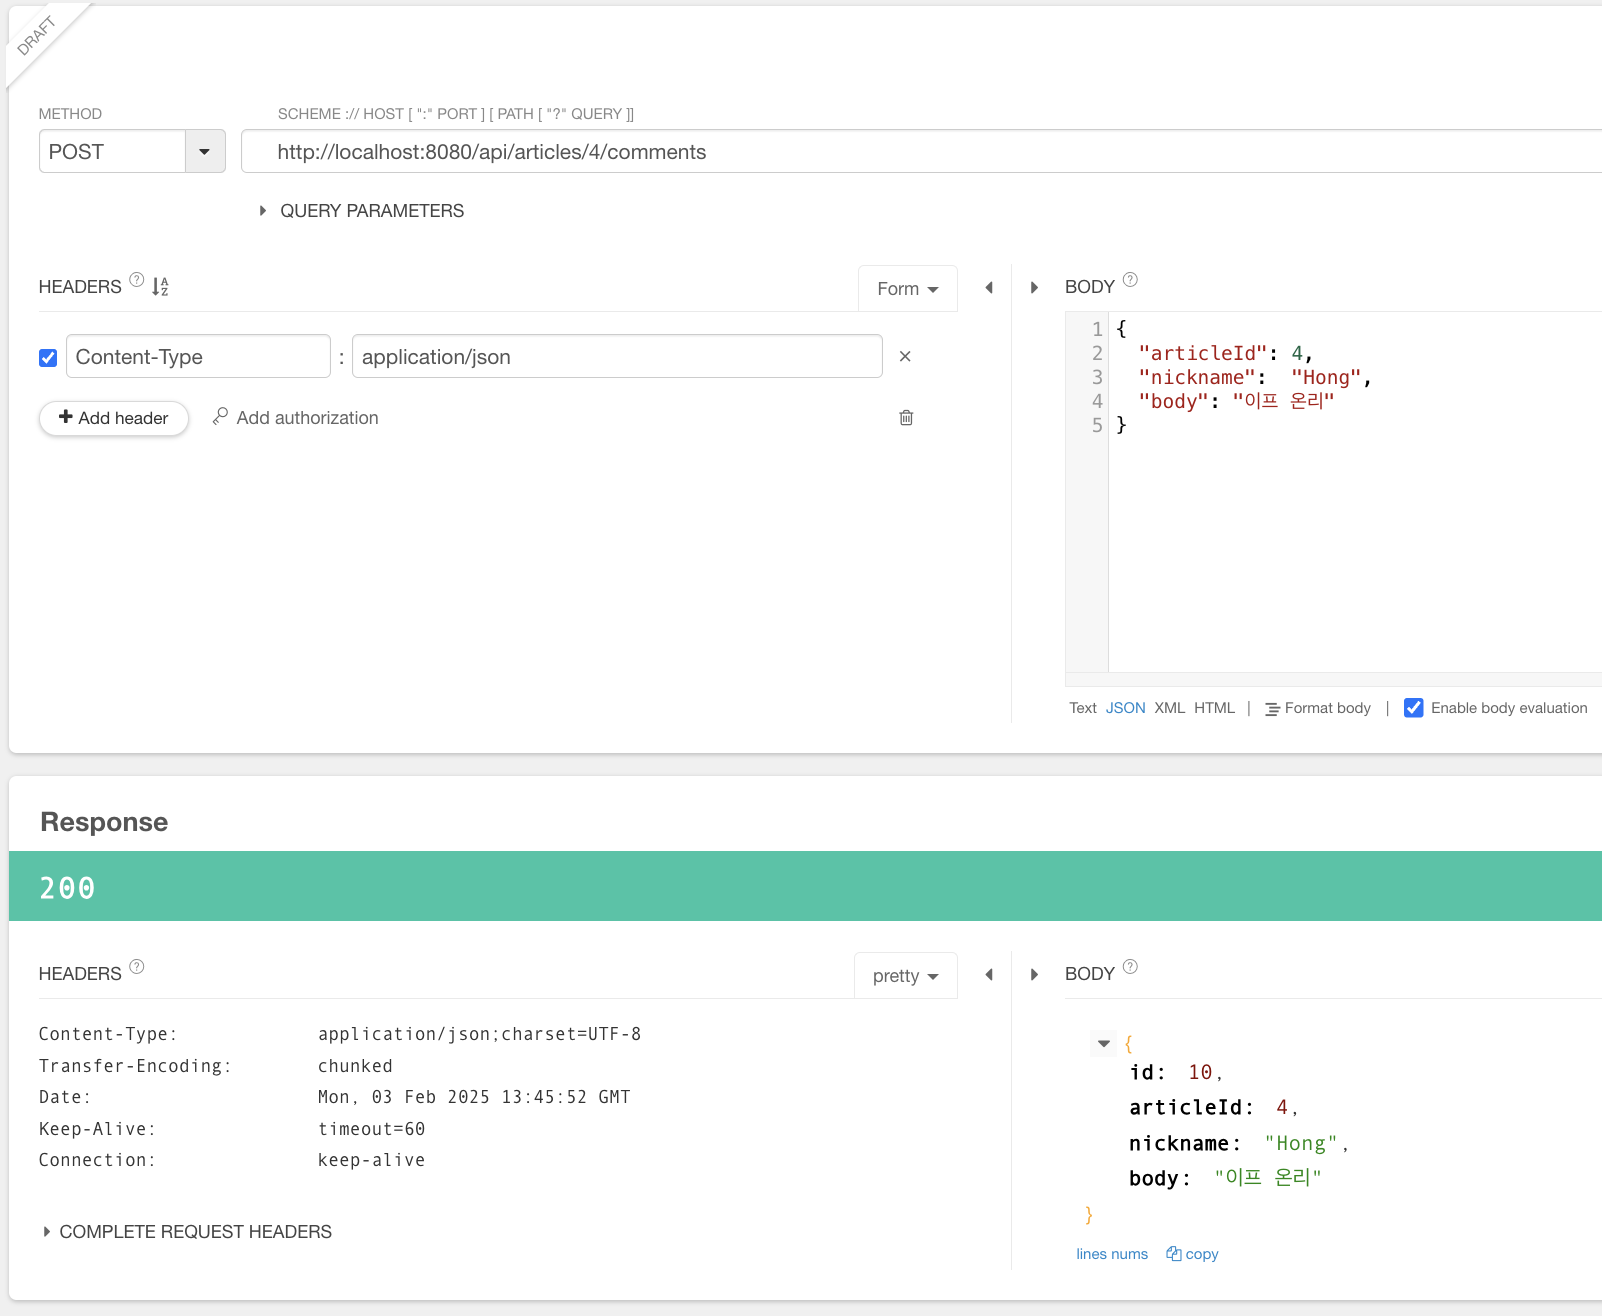 DRAFT
METHOD
SCHEME :// HOST [ ":" PORT ] [ PATH [ "?" QUERY ]]
POST
http://localhost:8080/api/articles/4/comments
QUERY PARAMETERS
HEADERS ? A Z
Form
BODY ?
Content-Type : application/json ×
+ Add header
Add authorization
1 {
2 "articleId": 4,
3 "nickname":  "Hong",
4 "body": "이프 온리"
5 }
Text JSON XML HTML | Format body | Enable body evaluation
Response
200
HEADERS ?
pretty
BODY ?
Content-Type: application/json;charset=UTF-8
Transfer-Encoding: chunked
Date: Mon, 03 Feb 2025 13:45:52 GMT
Keep-Alive: timeout=60
Connection: keep-alive
COMPLETE REQUEST HEADERS
{
id: 10,
articleId: 4,
nickname: "Hong",
body: "이프 온리"
}
lines nums copy